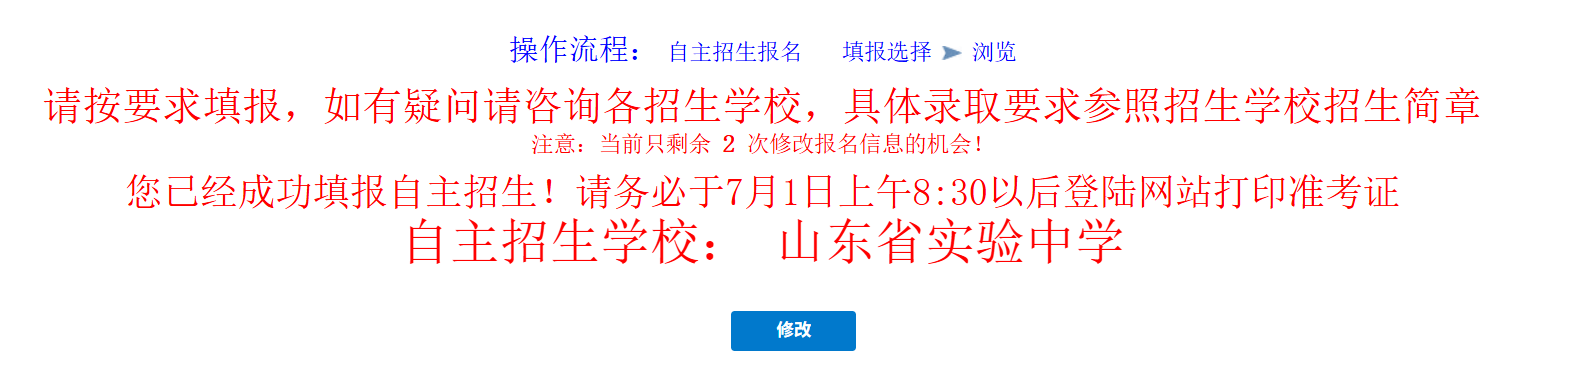 操作流程： 自主招生报名 填报选择 浏览
请按要求填报，如有疑问请咨询各招生学校，具体录取要求参照招生学校招生简章
注意：当前只剩余 2 次修改报名信息的机会！
您已经成功填报自主招生！请务必于7月1日上午8:30以后登陆网站打印准考证
自主招生学校： 山东省实验中学
修改